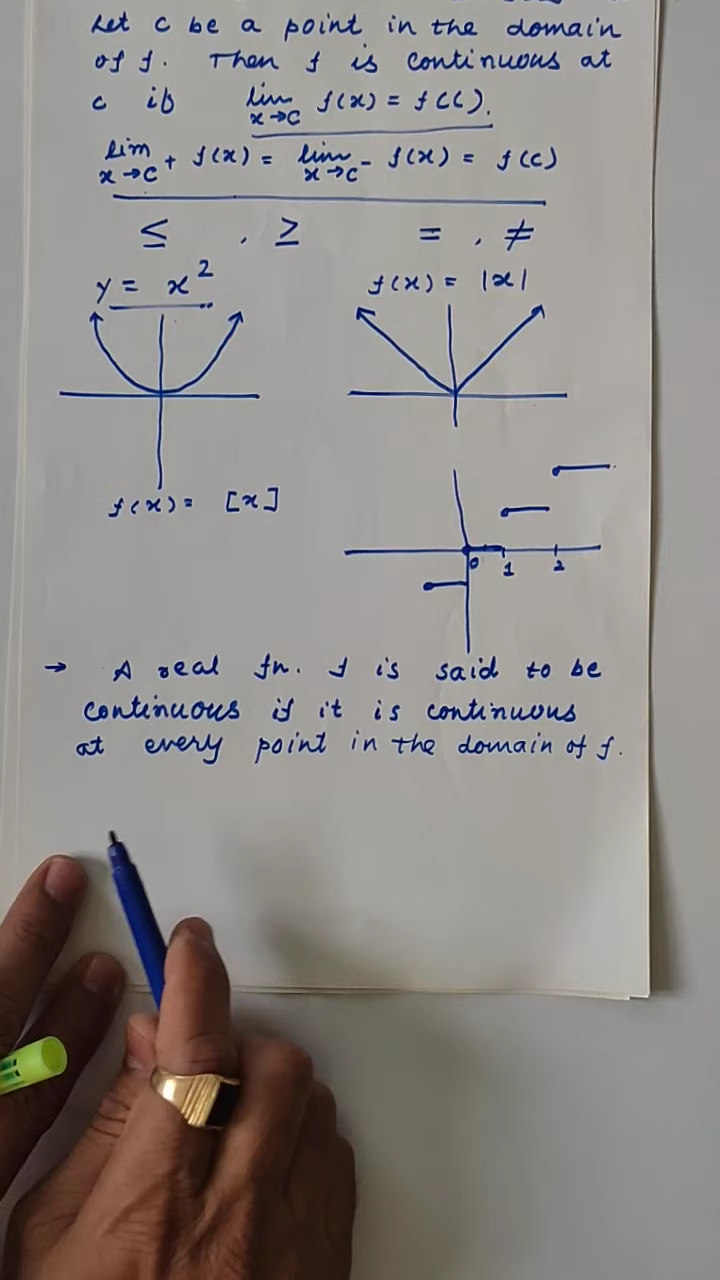 Let c be a point in the domain
of f. Then f is continuous at
c if lim x→c f(x) = f(c).
lim x→c+ f(x) = lim x→c- f(x) = f(c)
≤ , ≥ = , ≠
y = x² f(x) = |x|
f(x) = [x]
0 1 2
→ A real fn. f is said to be
continuous if it is continuous
at every point in the domain of f.